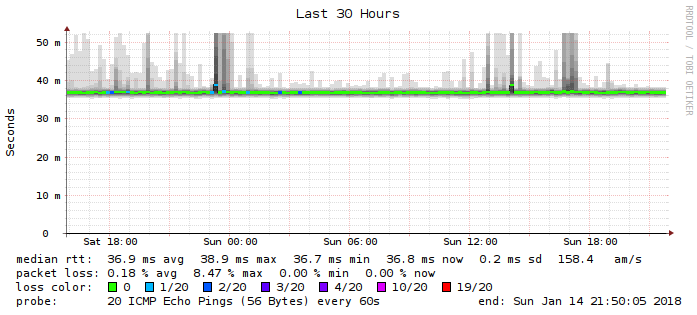 Last 30 Hours
RRDTOOL / TOBI OETIKER
Seconds
50 m
40 m
30 m
20 m
10 m
0
Sat 18:00 Sun 00:00 Sun 06:00 Sun 12:00 Sun 18:00
median rtt: 36.9 ms avg 38.9 ms max 36.7 ms min 36.8 ms now 0.2 ms sd 158.4 am/s
packet loss: 0.18 % avg 8.47 % max 0.00 % min 0.00 % now
loss color: 0 1/20 2/20 3/20 4/20 10/20 19/20
probe: 20 ICMP Echo Pings (56 Bytes) every 60s end: Sun Jan 14 21:50:05 2018